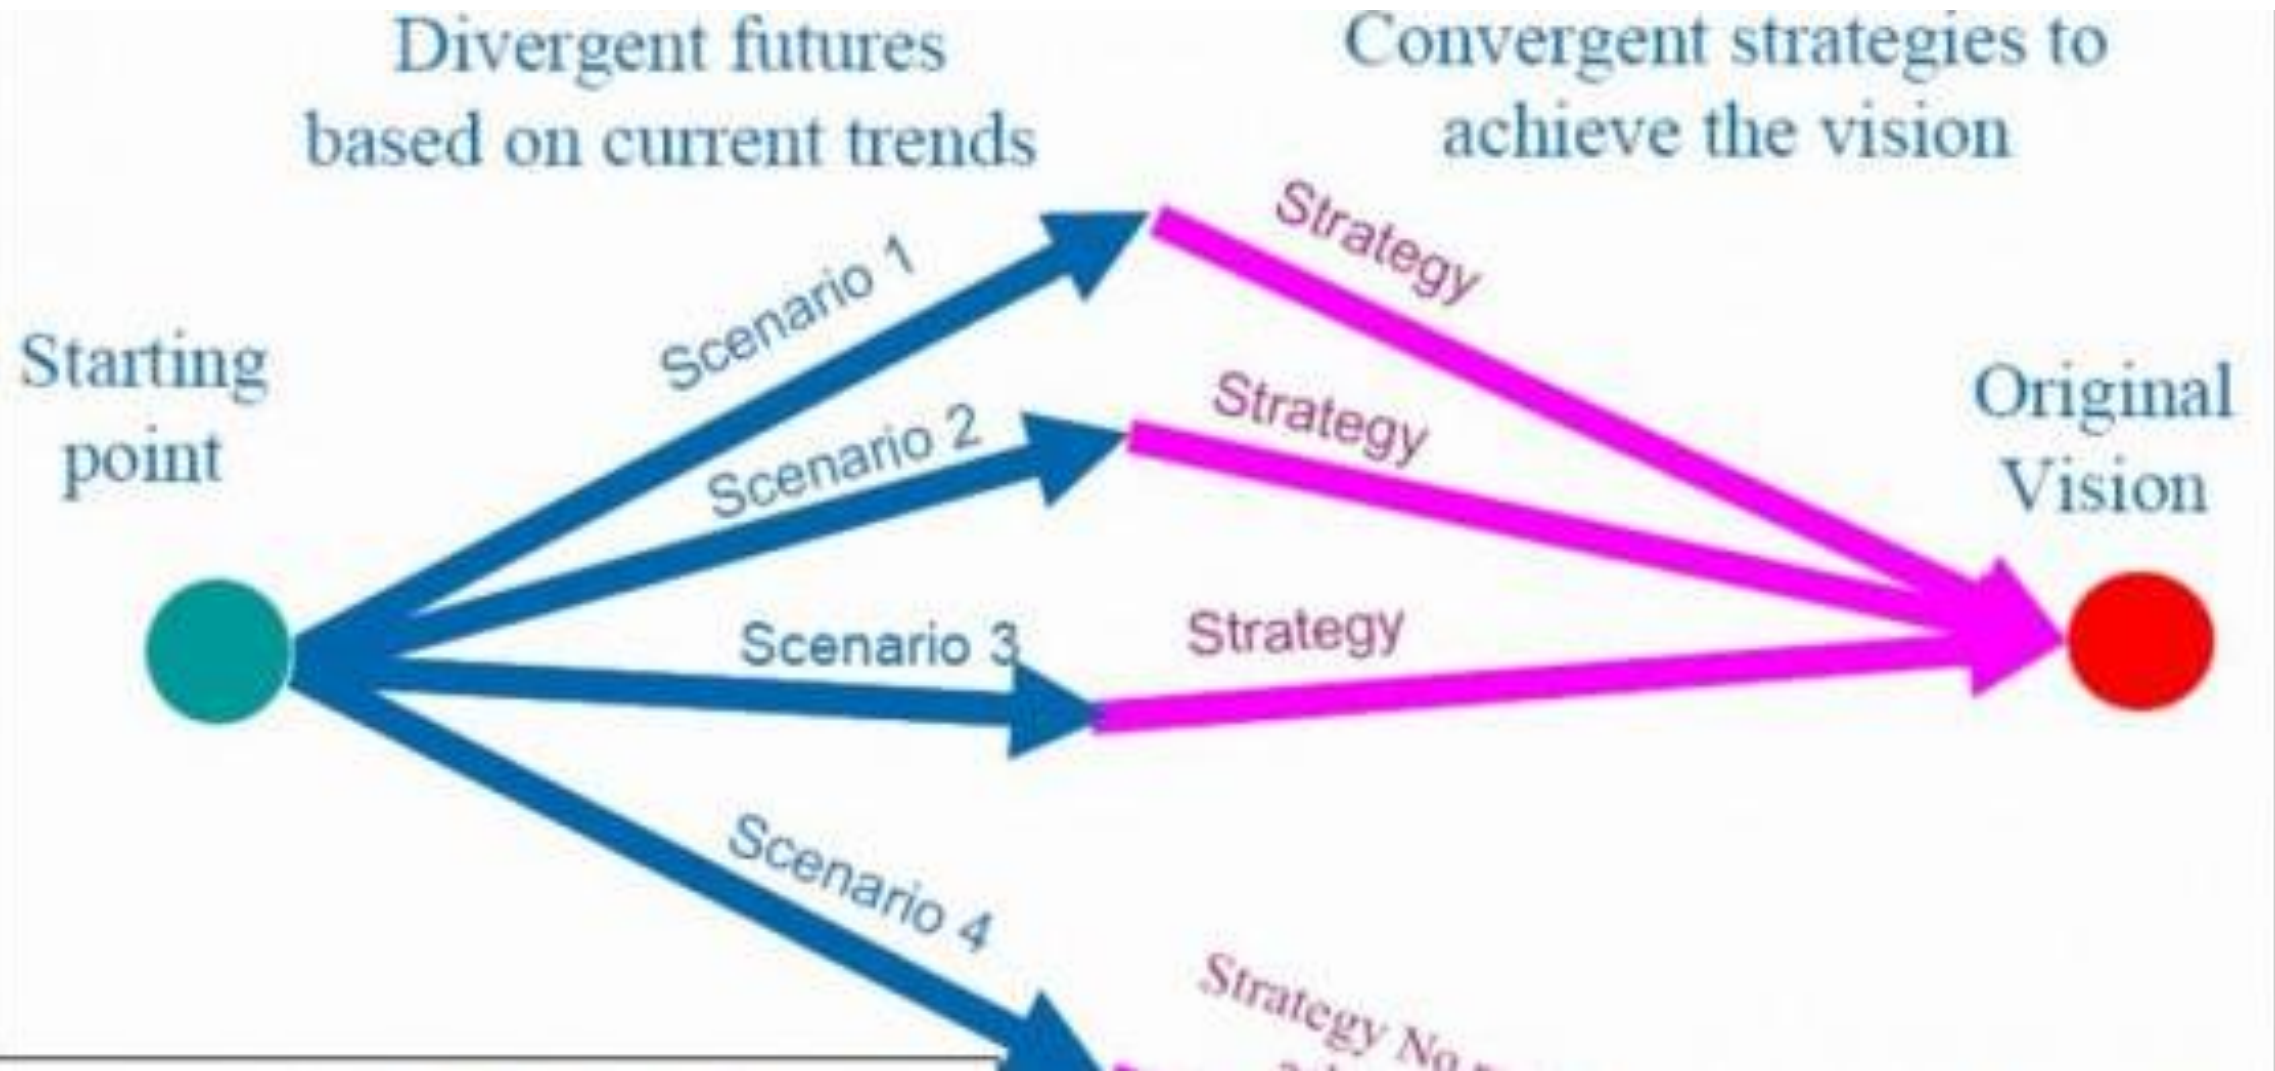 Divergent futures
based on current trends
Convergent strategies to
achieve the vision
Starting
point
Scenario 1
Scenario 2
Scenario 3
Scenario 4
Strategy
Strategy
Strategy
Strategy No
Original
Vision